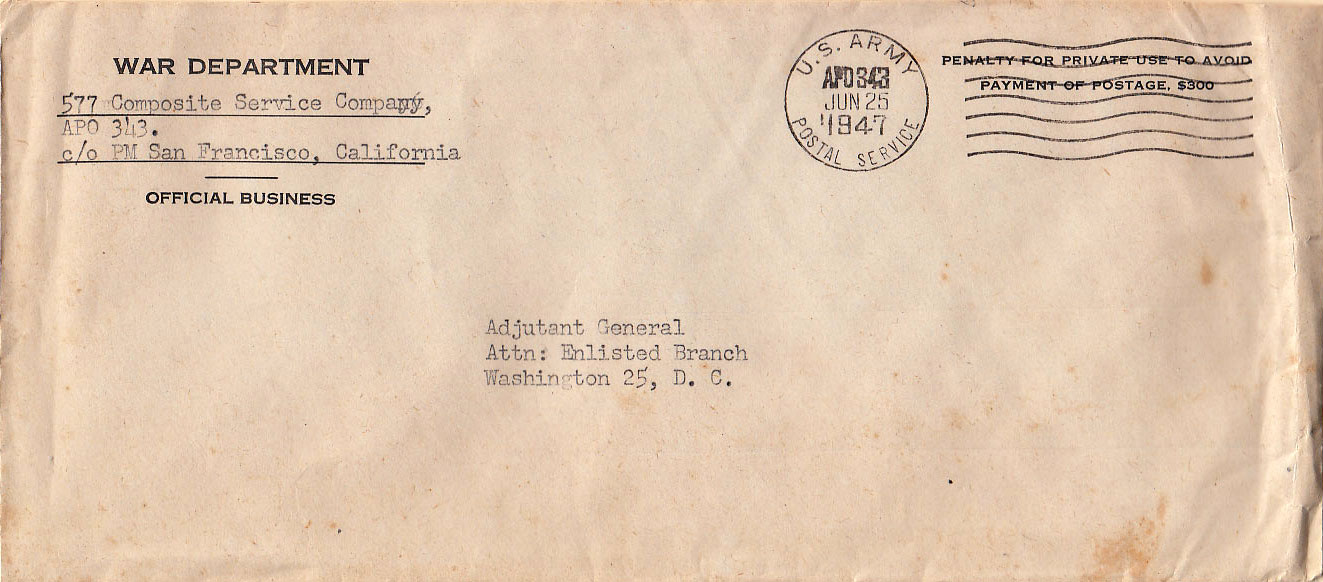 WAR DEPARTMENT
577 Composite Service Company,
APO 343.
c/o PM San Francisco, California
OFFICIAL BUSINESS
U.S. ARMY
APO 343
JUN 25
1947
POSTAL SERVICE
PENALTY FOR PRIVATE USE TO AVOID
PAYMENT OF POSTAGE, $300
Adjutant General
Attn: Enlisted Branch
Washington 25, D. C.